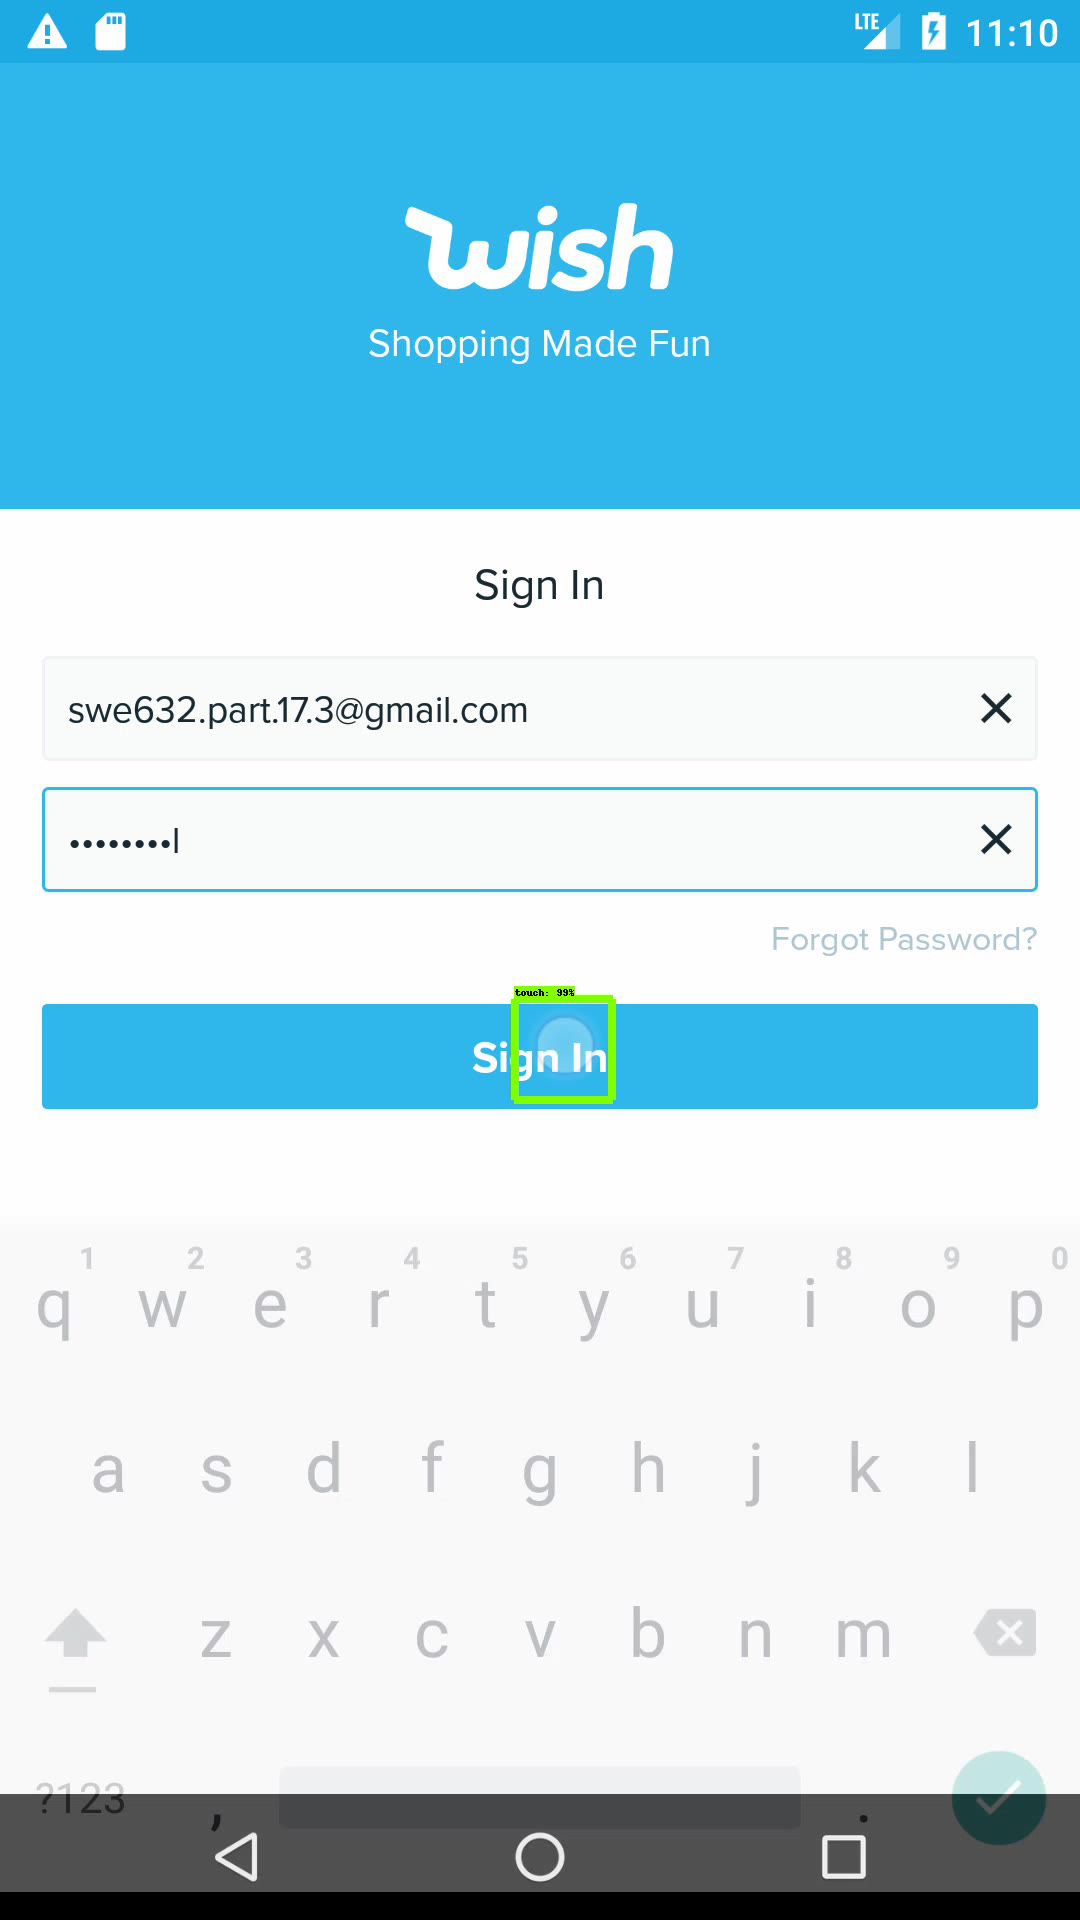 LTE 11:10
wish
Shopping Made Fun
Sign In
swe632.part.17.3@gmail.com
••••••••
Forgot Password?
touch: 99%
Sign In
1 2 3 4 5 6 7 8 9 0
q w e r t y u i o p
a s d f g h j k l
z x c v b n m
?123 , .